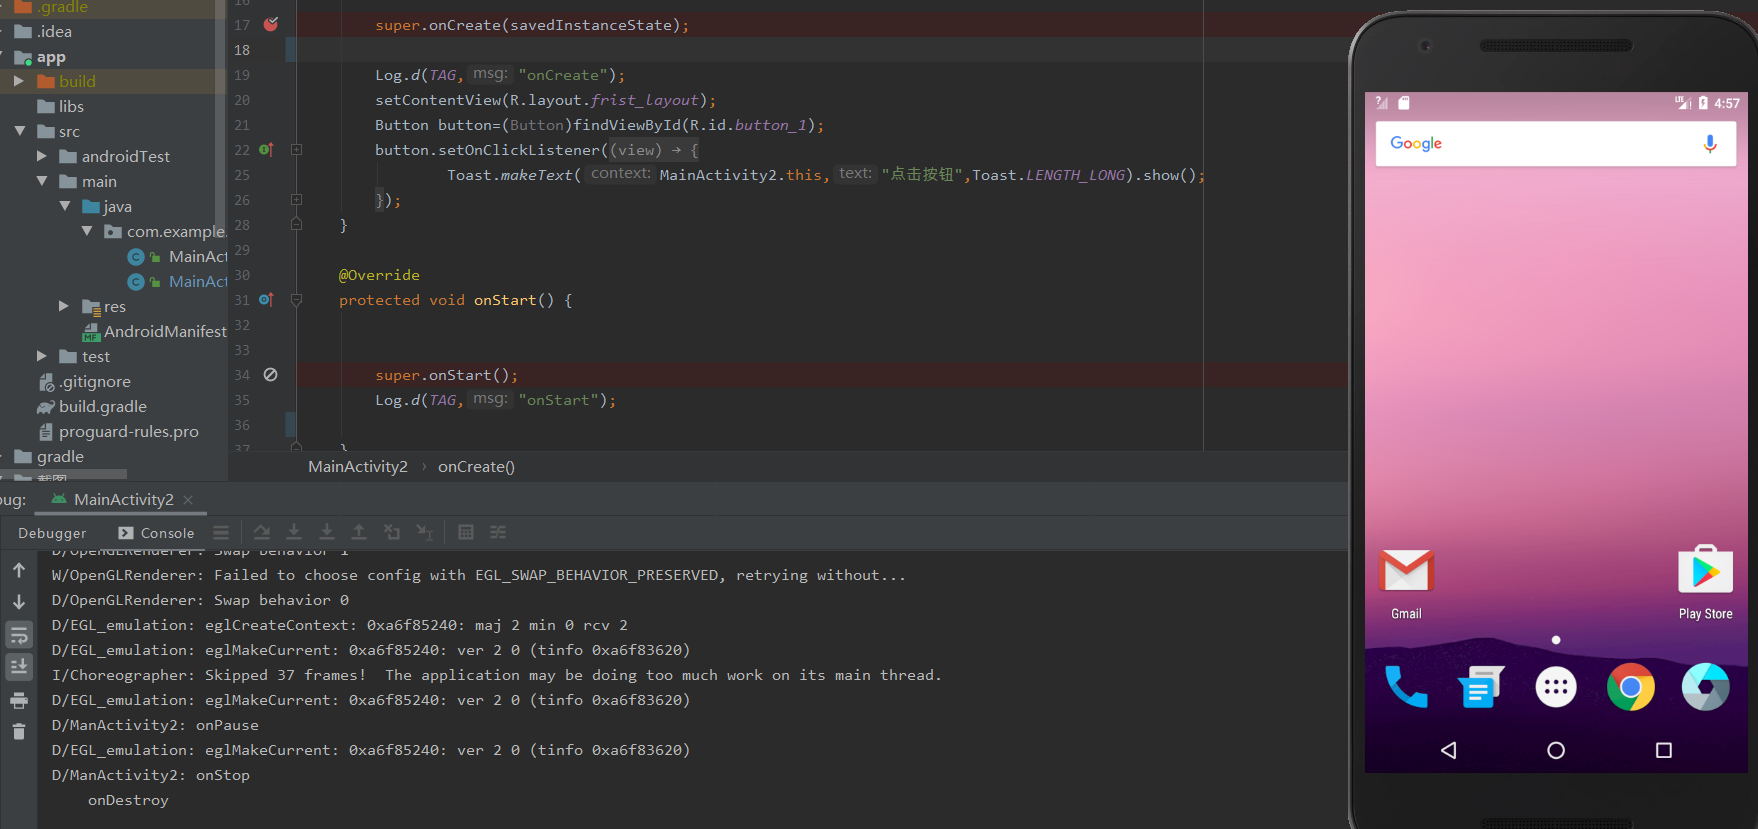 .gradle
.idea
app
build
libs
src
androidTest
main
java
com.example.
MainAct
MainAct
res
AndroidManifest
test
.gitignore
build.gradle
proguard-rules.pro
gradle
截图
16
17 super.onCreate(savedInstanceState);
18
19 Log.d(TAG, msg: "onCreate");
20 setContentView(R.layout.frist_layout);
21 Button button=(Button)findViewById(R.id.button_1);
22 button.setOnClickListener((view) → {
25 Toast.makeText( context: MainActivity2.this, text: "点击按钮",Toast.LENGTH_LONG).show();
26 });
28 }
29
30 @Override
31 protected void onStart() {
32
33
34 super.onStart();
35 Log.d(TAG, msg: "onStart");
36
37 }
MainActivity2 › onCreate()
bug: MainActivity2 ×
Debugger Console
D/OpenGLRenderer: Swap behavior 1
W/OpenGLRenderer: Failed to choose config with EGL_SWAP_BEHAVIOR_PRESERVED, retrying without...
D/OpenGLRenderer: Swap behavior 0
D/EGL_emulation: eglCreateContext: 0xa6f85240: maj 2 min 0 rcv 2
D/EGL_emulation: eglMakeCurrent: 0xa6f85240: ver 2 0 (tinfo 0xa6f83620)
I/Choreographer: Skipped 37 frames!  The application may be doing too much work on its main thread.
D/EGL_emulation: eglMakeCurrent: 0xa6f85240: ver 2 0 (tinfo 0xa6f83620)
D/ManActivity2: onPause
D/EGL_emulation: eglMakeCurrent: 0xa6f85240: ver 2 0 (tinfo 0xa6f83620)
D/ManActivity2: onStop
onDestroy
LTE 4:57
Google
Gmail
Play Store